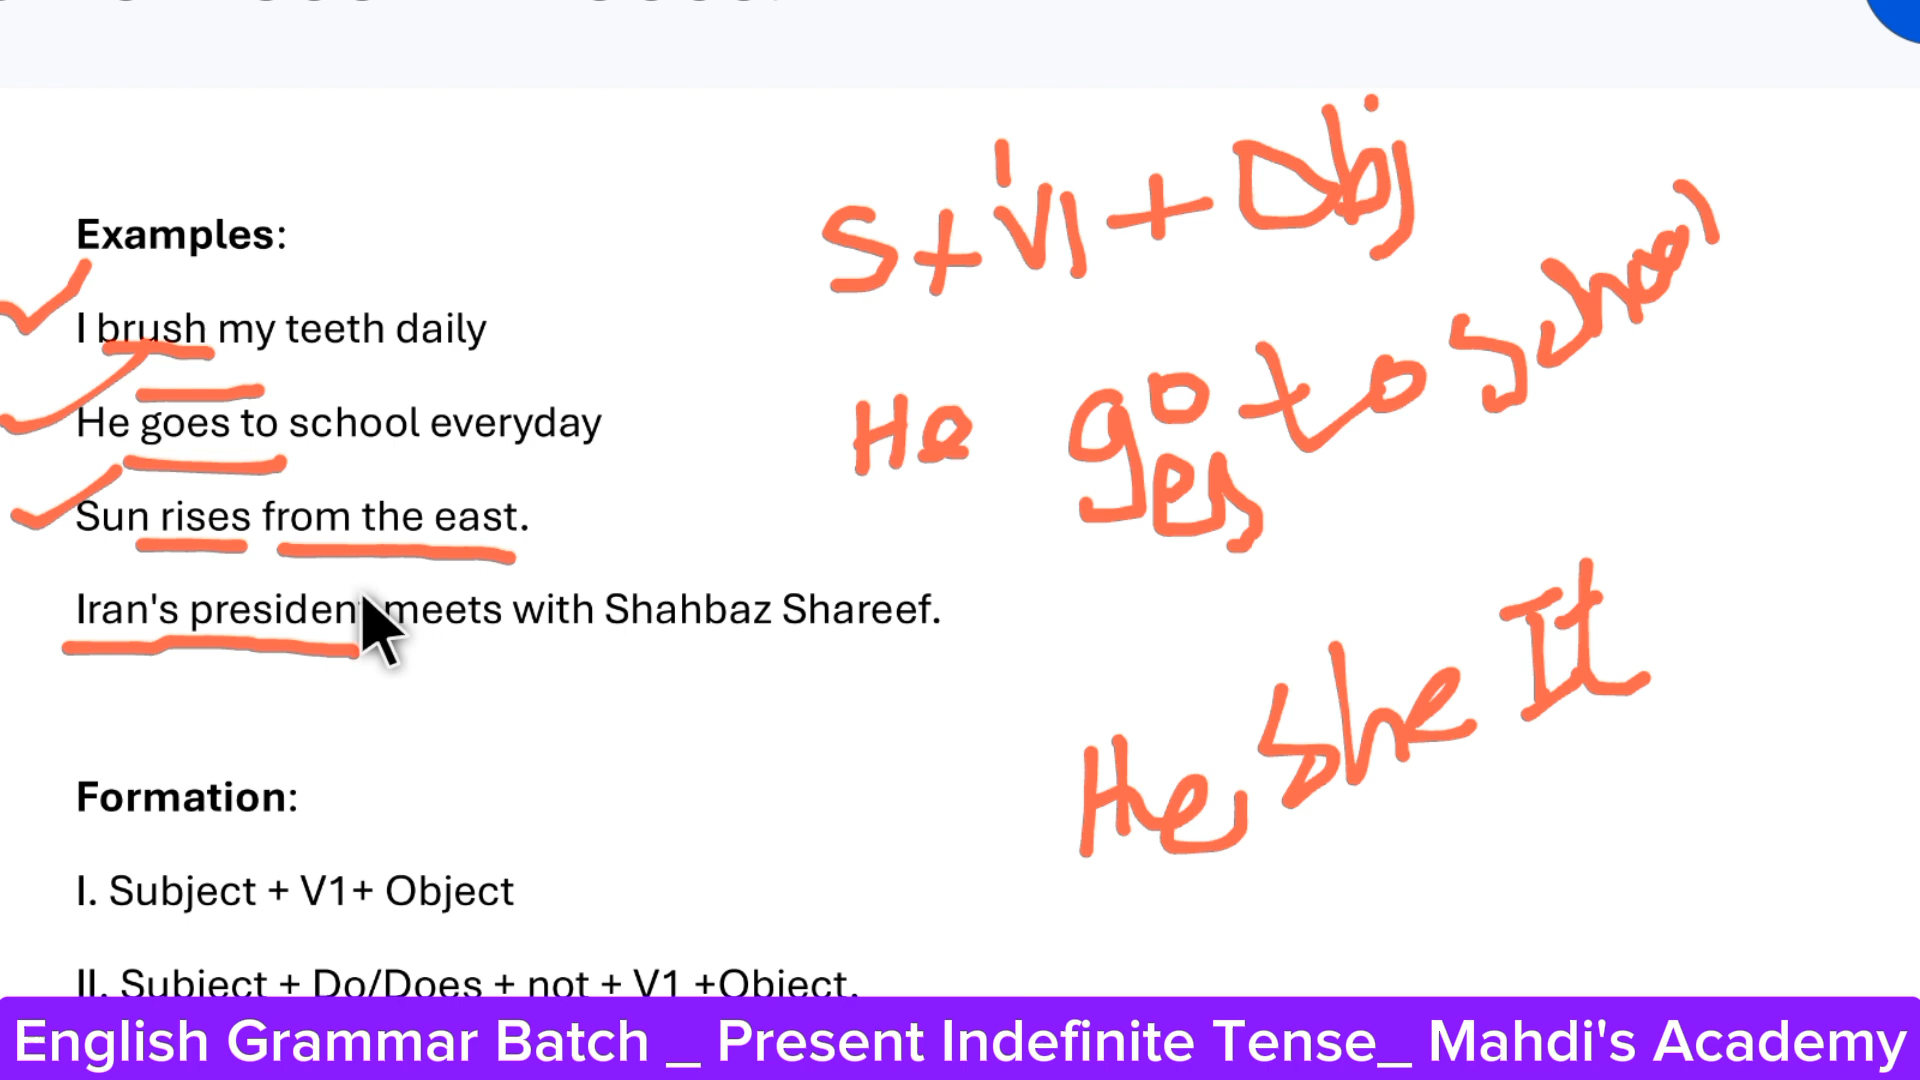 Examples:
I brush my teeth daily
He goes to school everyday
Sun rises from the east.
Iran's president meets with Shahbaz Shareef.
Formation:
I. Subject + V1+ Object
II. Subject + Do/Does + not + V1 +Object.
S+V1+Obj
He go to school
es
He, She It
English Grammar Batch _ Present Indefinite Tense_ Mahdi's Academy